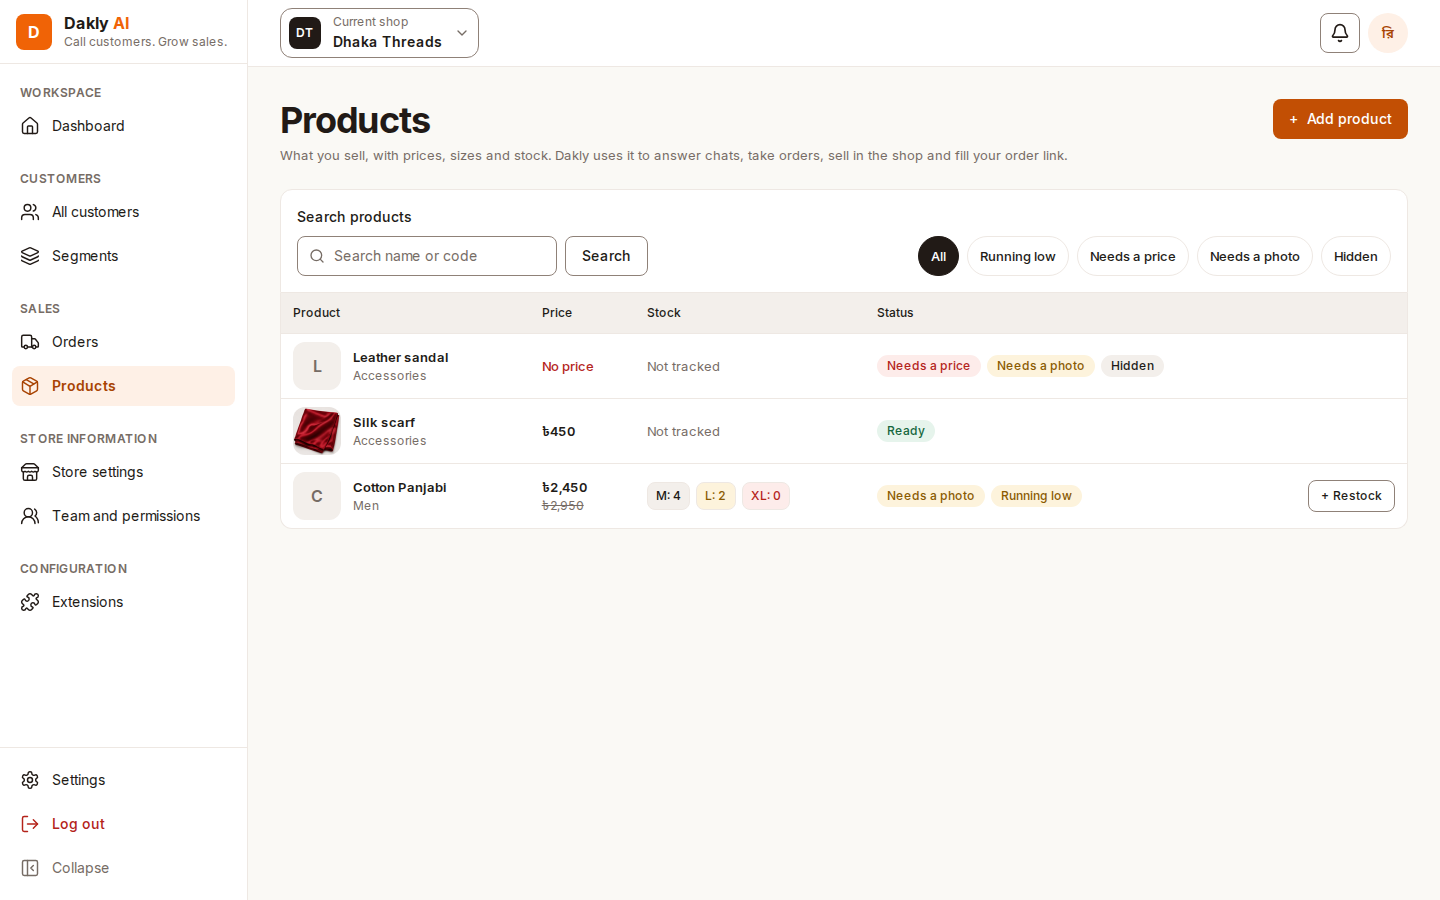 D
Dakly AI
Call customers. Grow sales.
DT
Current shop
Dhaka Threads
রি
WORKSPACE
Dashboard
CUSTOMERS
All customers
Segments
SALES
Orders
Products
STORE INFORMATION
Store settings
Team and permissions
CONFIGURATION
Extensions
Settings
Log out
Collapse
Products
+ Add product
What you sell, with prices, sizes and stock. Dakly uses it to answer chats, take orders, sell in the shop and fill your order link.
Search products
Search name or code
Search
All
Running low
Needs a price
Needs a photo
Hidden
Product Price Stock Status
L
Leather sandal
Accessories
No price
Not tracked
Needs a price
Needs a photo
Hidden
Silk scarf
Accessories
৳450
Not tracked
Ready
C
Cotton Panjabi
Men
৳2,450
৳2,950
M: 4
L: 2
XL: 0
Needs a photo
Running low
+ Restock